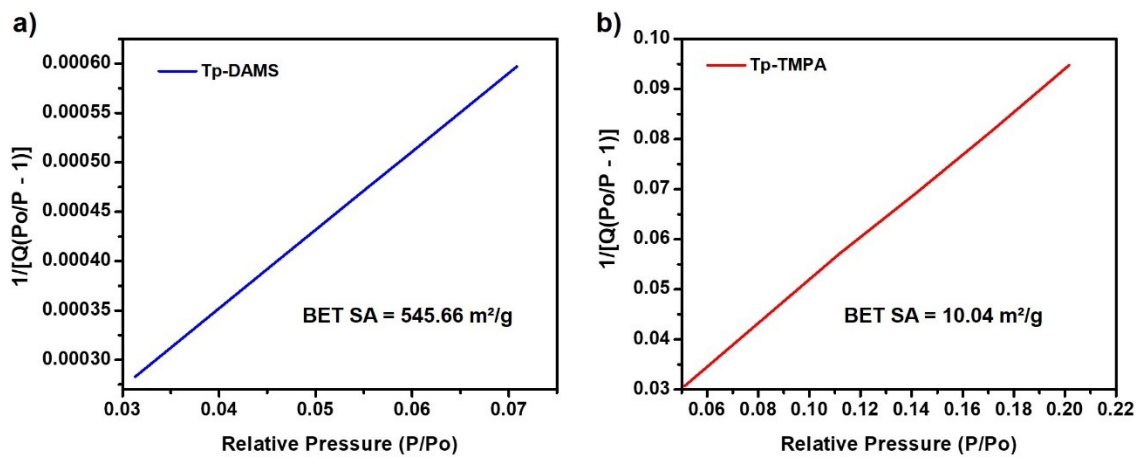 a)
Tp-DAMS
0.00060
0.00055
0.00050
0.00045
0.00040
0.00035
0.00030
1/[Q(Po/P - 1)]
BET SA = 545.66 m²/g
0.03 0.04 0.05 0.06 0.07
Relative Pressure (P/Po)
b)
Tp-TMPA
0.10
0.09
0.08
0.07
0.06
0.05
0.04
0.03
1/[Q(Po/P - 1)]
BET SA = 10.04 m²/g
0.06 0.08 0.10 0.12 0.14 0.16 0.18 0.20 0.22
Relative Pressure (P/Po)